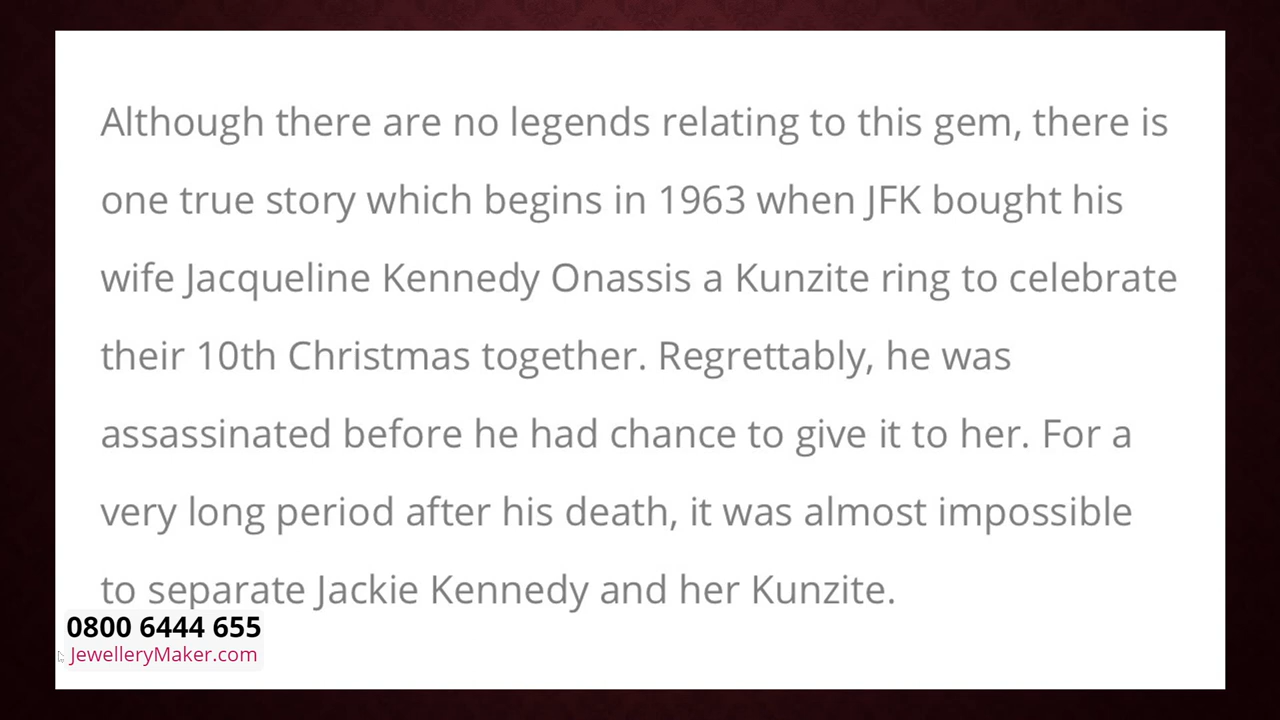 Although there are no legends relating to this gem, there is
one true story which begins in 1963 when JFK bought his
wife Jacqueline Kennedy Onassis a Kunzite ring to celebrate
their 10th Christmas together. Regrettably, he was
assassinated before he had chance to give it to her. For a
very long period after his death, it was almost impossible
to separate Jackie Kennedy and her Kunzite.
0800 6444 655
JewelleryMaker.com